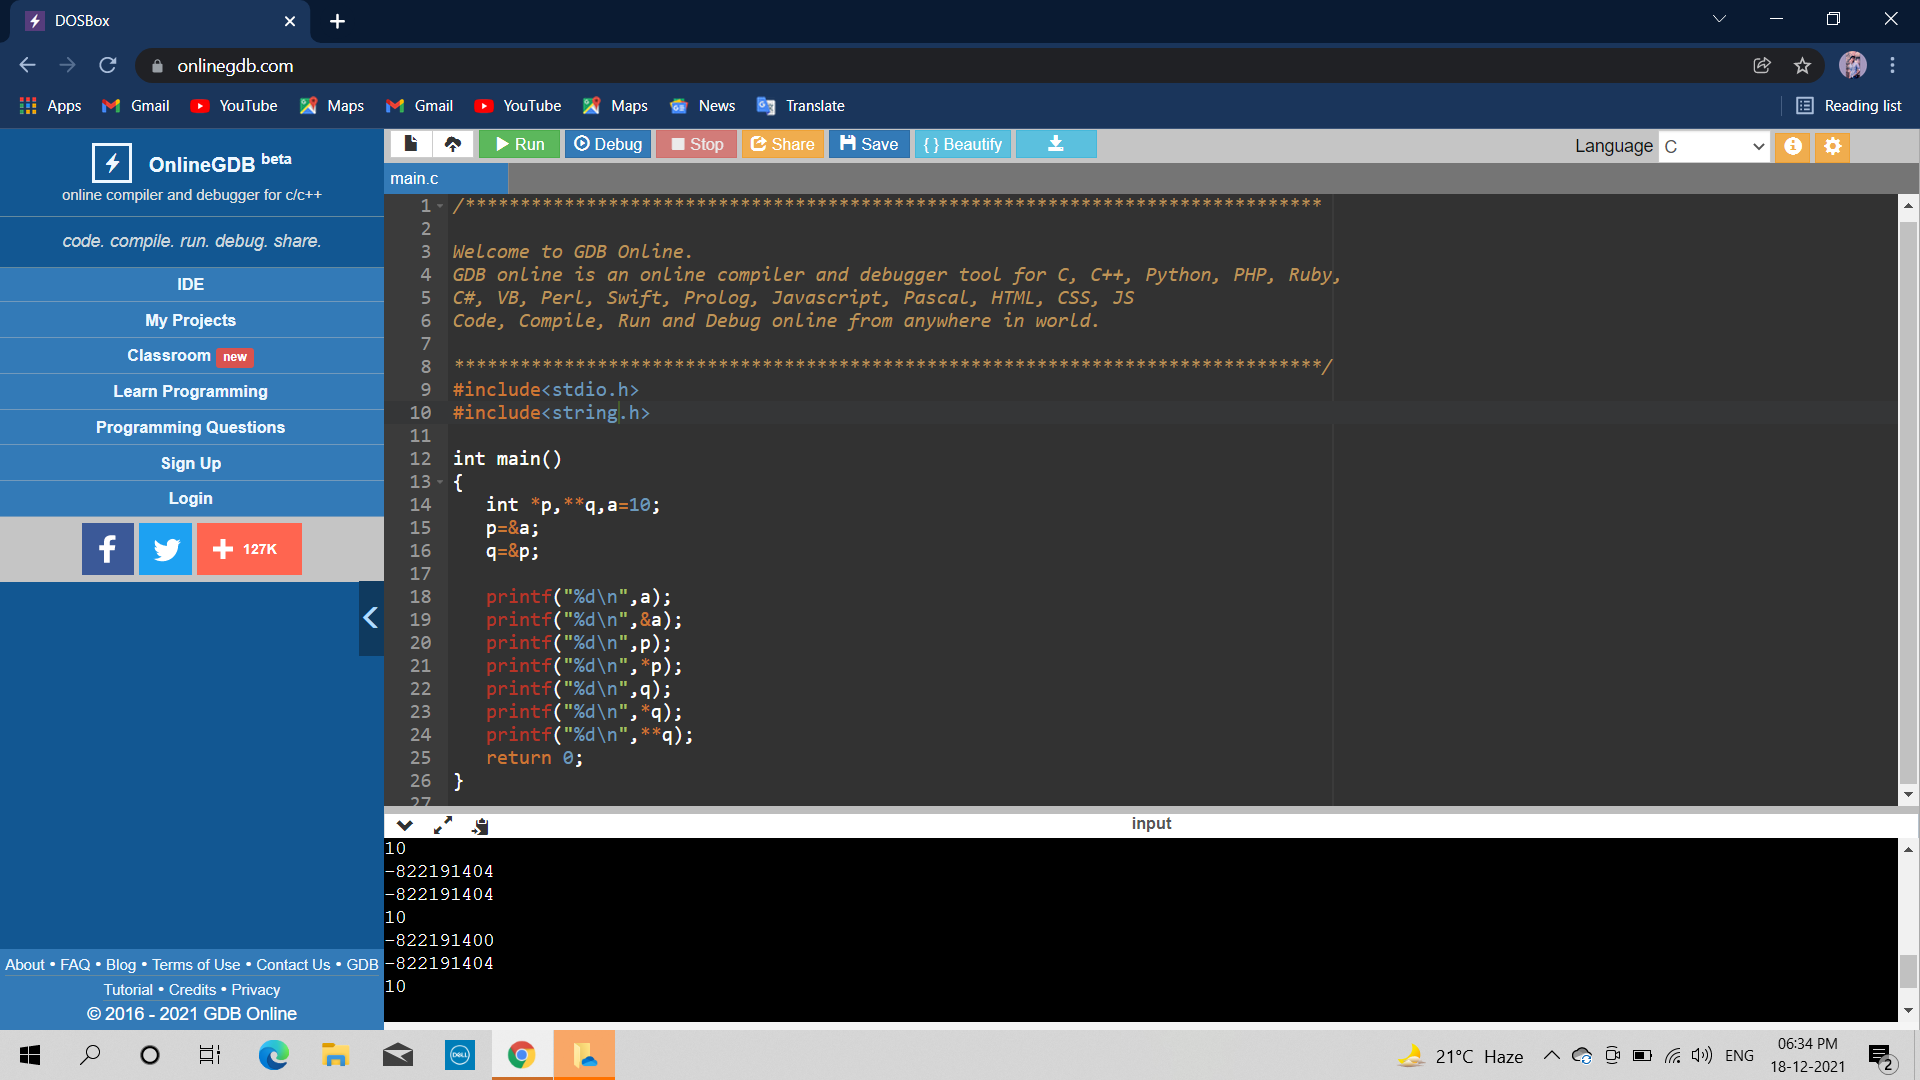 DOSBox
onlinegdb.com
Apps Gmail YouTube Maps Gmail YouTube Maps News Translate Reading list
OnlineGDB beta
online compiler and debugger for c/c++
code. compile. run. debug. share.
IDE
My Projects
Classroom new
Learn Programming
Programming Questions
Sign Up
Login
127K
About • FAQ • Blog • Terms of Use • Contact Us • GDB
Tutorial • Credits • Privacy
© 2016 - 2021 GDB Online
Run Debug Stop Share Save { } Beautify Language C
main.c
1 /******************************************************************************
2
3 Welcome to GDB Online.
4 GDB online is an online compiler and debugger tool for C, C++, Python, PHP, Ruby,
5 C#, VB, Perl, Swift, Prolog, Javascript, Pascal, HTML, CSS, JS
6 Code, Compile, Run and Debug online from anywhere in world.
7
8 *******************************************************************************/
9 #include<stdio.h>
10 #include<string.h>
11
12 int main()
13 {
14 int *p,**q,a=10;
15 p=&a;
16 q=&p;
17
18 printf("%d\n",a);
19 printf("%d\n",&a);
20 printf("%d\n",p);
21 printf("%d\n",*p);
22 printf("%d\n",q);
23 printf("%d\n",*q);
24 printf("%d\n",**q);
25 return 0;
26 }
27
input
10
-822191404
-822191404
10
-822191400
-822191404
10
DELL
21°C Haze ENG 06:34 PM
18-12-2021
2